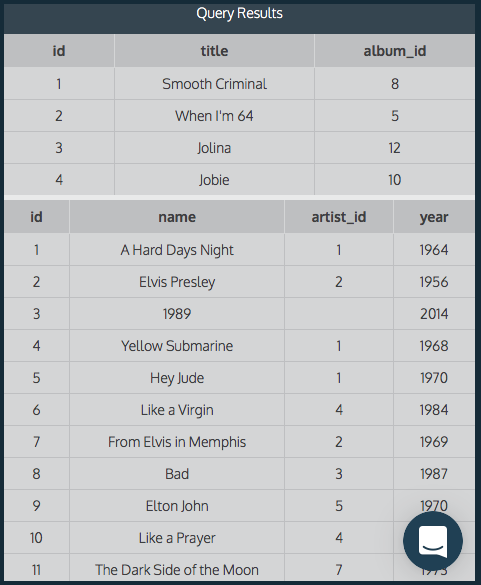 Query Results
id title album_id
1 Smooth Criminal 8
2 When I'm 64 5
3 Jolina 12
4 Jobie 10
id name artist_id year
1 A Hard Days Night 1 1964
2 Elvis Presley 2 1956
3 1989 2014
4 Yellow Submarine 1 1968
5 Hey Jude 1 1970
6 Like a Virgin 4 1984
7 From Elvis in Memphis 2 1969
8 Bad 3 1987
9 Elton John 5 1970
10 Like a Prayer 4
11 The Dark Side of the Moon 7